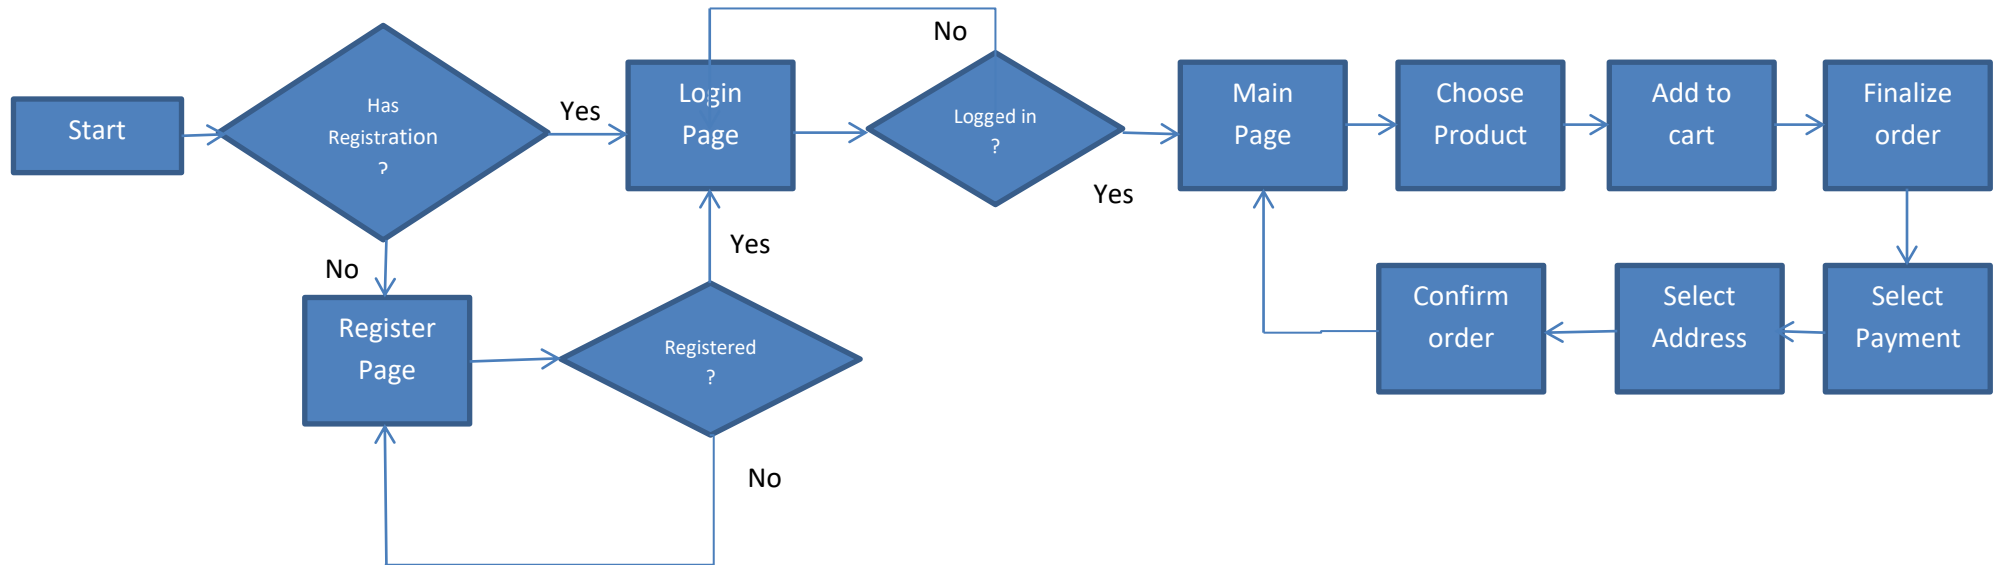 Start
Has
Registration
?
Yes
No
Login
Page
No
Logged in
?
Yes
Main
Page
Choose
Product
Add to
cart
Finalize
order
Register
Page
Registered
?
Yes
No
Confirm
order
Select
Address
Select
Payment